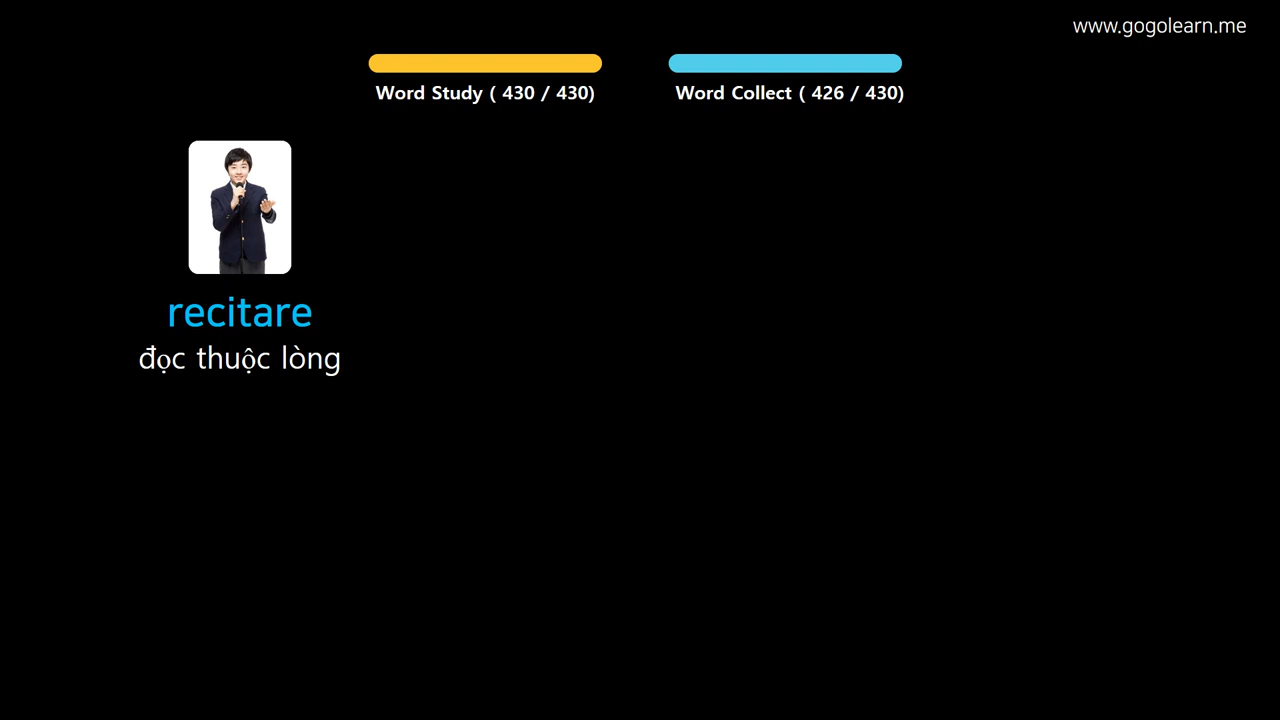 www.gogolearn.me
Word Study ( 430 / 430)
Word Collect ( 426 / 430)
recitare
đọc thuộc lòng